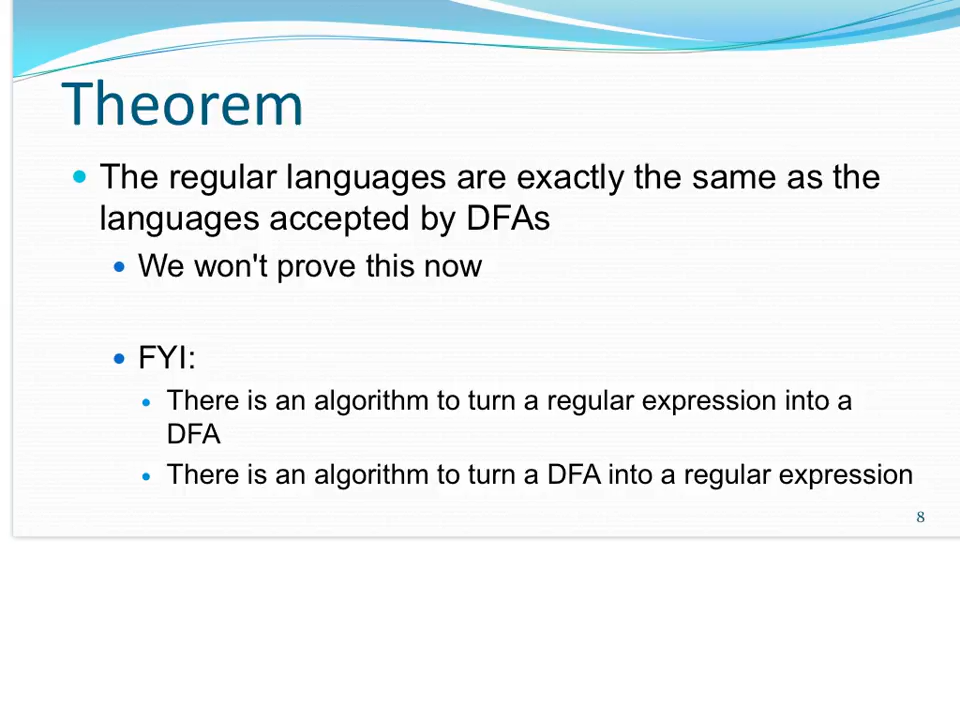 Theorem
The regular languages are exactly the same as the
languages accepted by DFAs
We won't prove this now
FYI:
There is an algorithm to turn a regular expression into a
DFA
There is an algorithm to turn a DFA into a regular expression
8